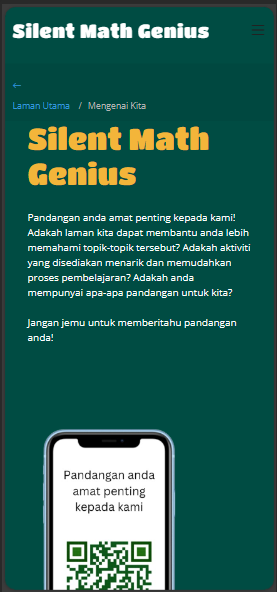 Silent Math Genius
←
Laman Utama / Mengenai Kita
Silent Math
Genius
Pandangan anda amat penting kepada kami!
Adakah laman kita dapat membantu anda lebih
memahami topik-topik tersebut? Adakah aktiviti
yang disediakan menarik dan memudahkan
proses pembelajaran? Adakah anda
mempunyai apa-apa pandangan untuk kita?
Jangan jemu untuk memberitahu pandangan
anda!
Pandangan anda
amat penting
kepada kami